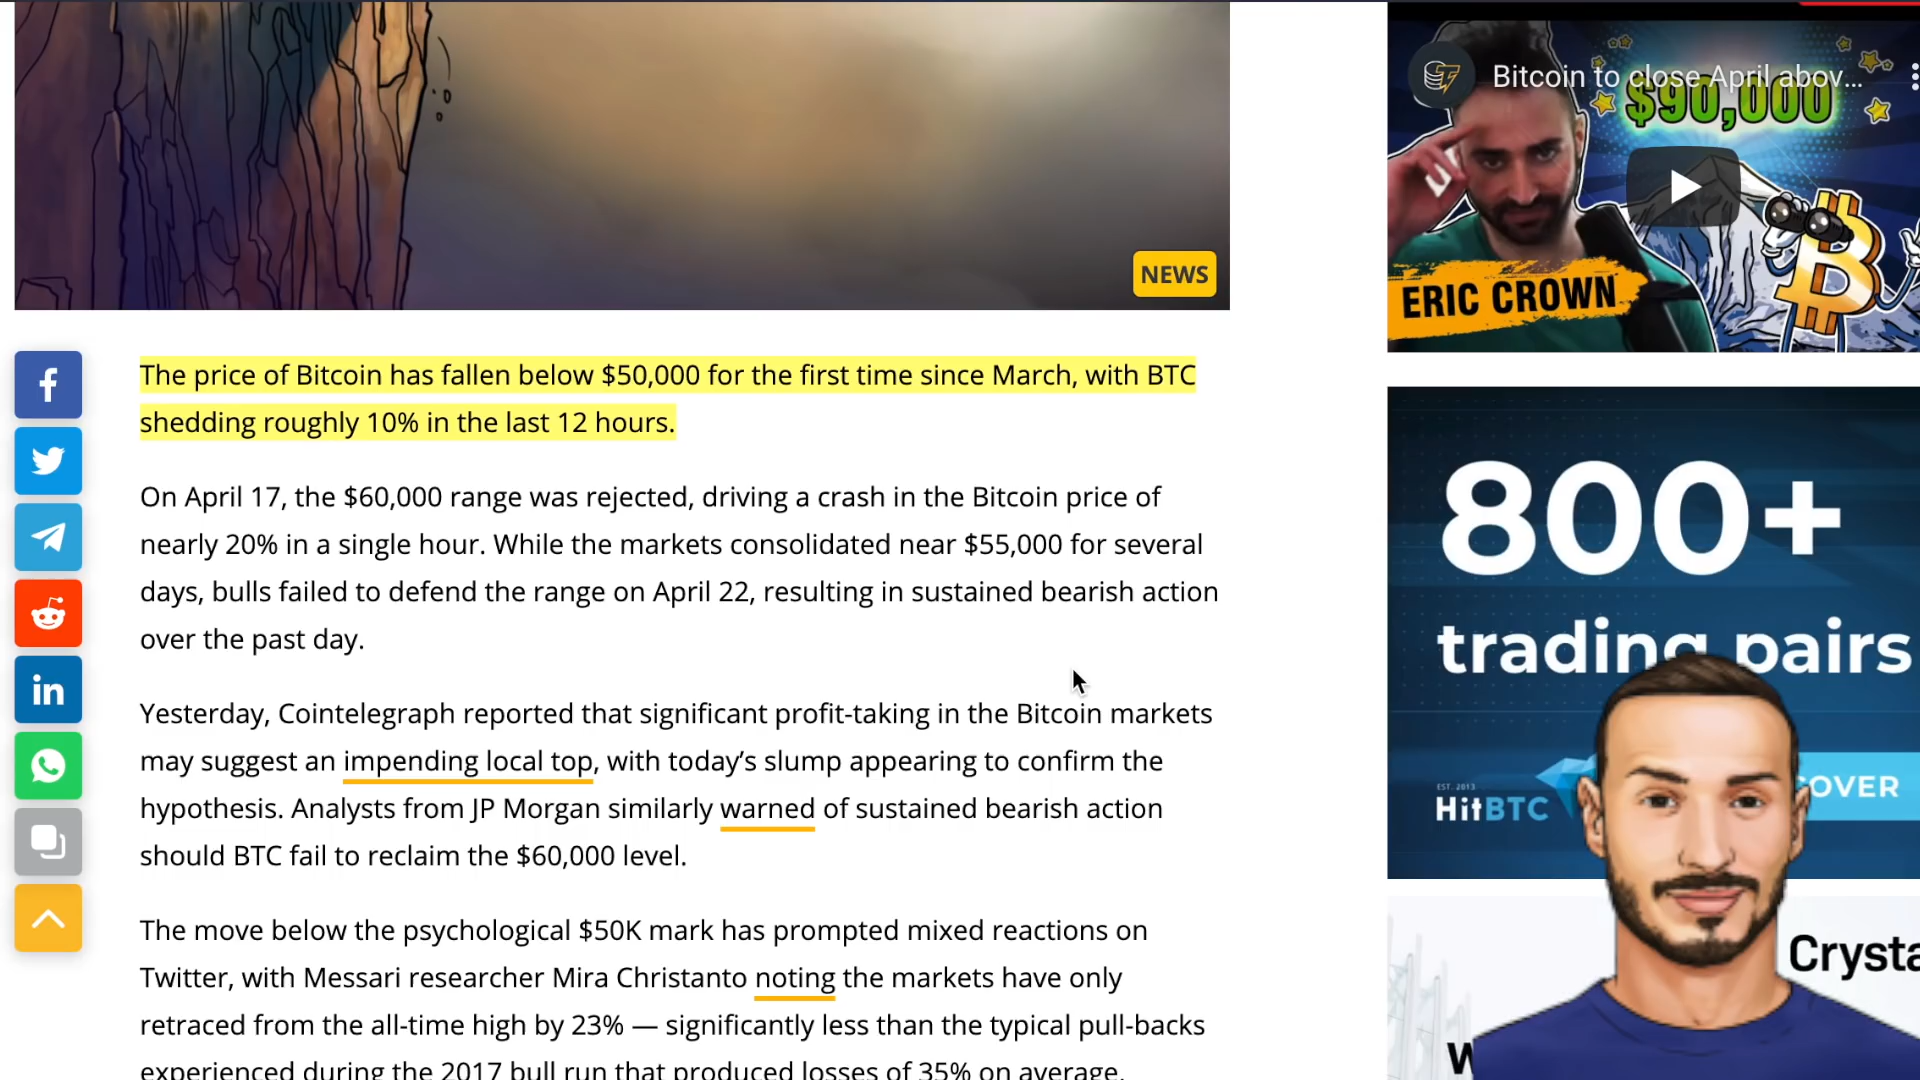 NEWS
Bitcoin to close April abov...
$90,000
ERIC CROWN
The price of Bitcoin has fallen below $50,000 for the first time since March, with BTC
shedding roughly 10% in the last 12 hours.
On April 17, the $60,000 range was rejected, driving a crash in the Bitcoin price of
nearly 20% in a single hour. While the markets consolidated near $55,000 for several
days, bulls failed to defend the range on April 22, resulting in sustained bearish action
over the past day.
Yesterday, Cointelegraph reported that significant profit-taking in the Bitcoin markets
may suggest an impending local top, with today’s slump appearing to confirm the
hypothesis. Analysts from JP Morgan similarly warned of sustained bearish action
should BTC fail to reclaim the $60,000 level.
The move below the psychological $50K mark has prompted mixed reactions on
Twitter, with Messari researcher Mira Christanto noting the markets have only
retraced from the all-time high by 23% — significantly less than the typical pull-backs
experienced during the 2017 bull run that produced losses of 35% on average.
800+
trading pairs
EST. 2013
HitBTC
OVER
Crysta
W